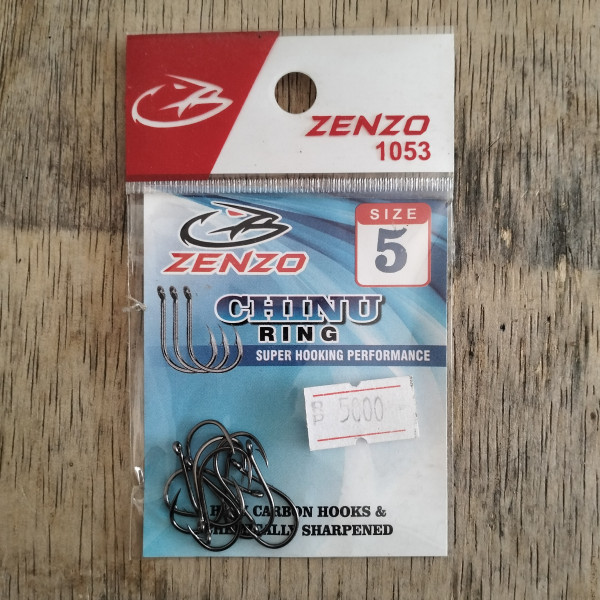 ZENZO
1053
SIZE
5
ZENZO
CHINU
RING
SUPER HOOKING PERFORMANCE
B 5000
CARBON HOOKS &
SHARPENED